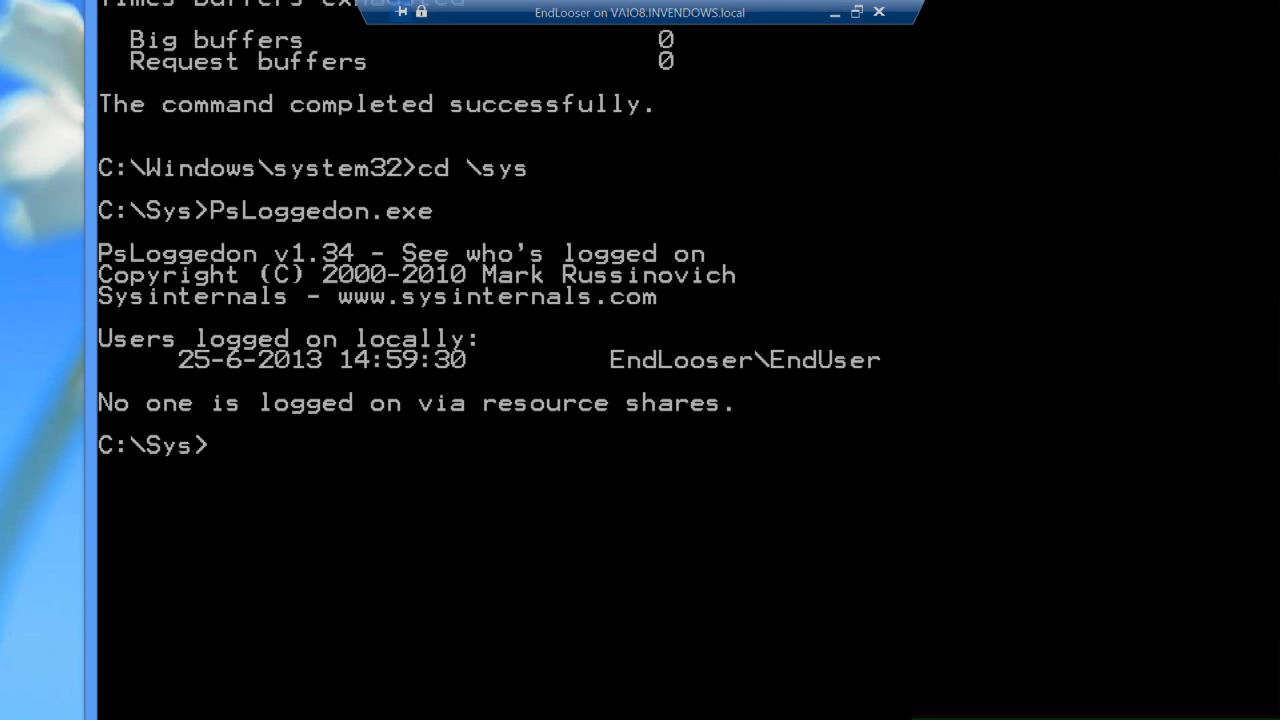 Times buffers exhausted
EndLooser on VAIO8.INVENDOWS.local
Big buffers 0
Request buffers 0
The command completed successfully.
C:\Windows\system32>cd \sys
C:\Sys>PsLoggedon.exe
PsLoggedon v1.34 - See who's logged on
Copyright (C) 2000-2010 Mark Russinovich
Sysinternals - www.sysinternals.com
Users logged on locally:
25-6-2013 14:59:30 EndLooser\EndUser
No one is logged on via resource shares.
C:\Sys>